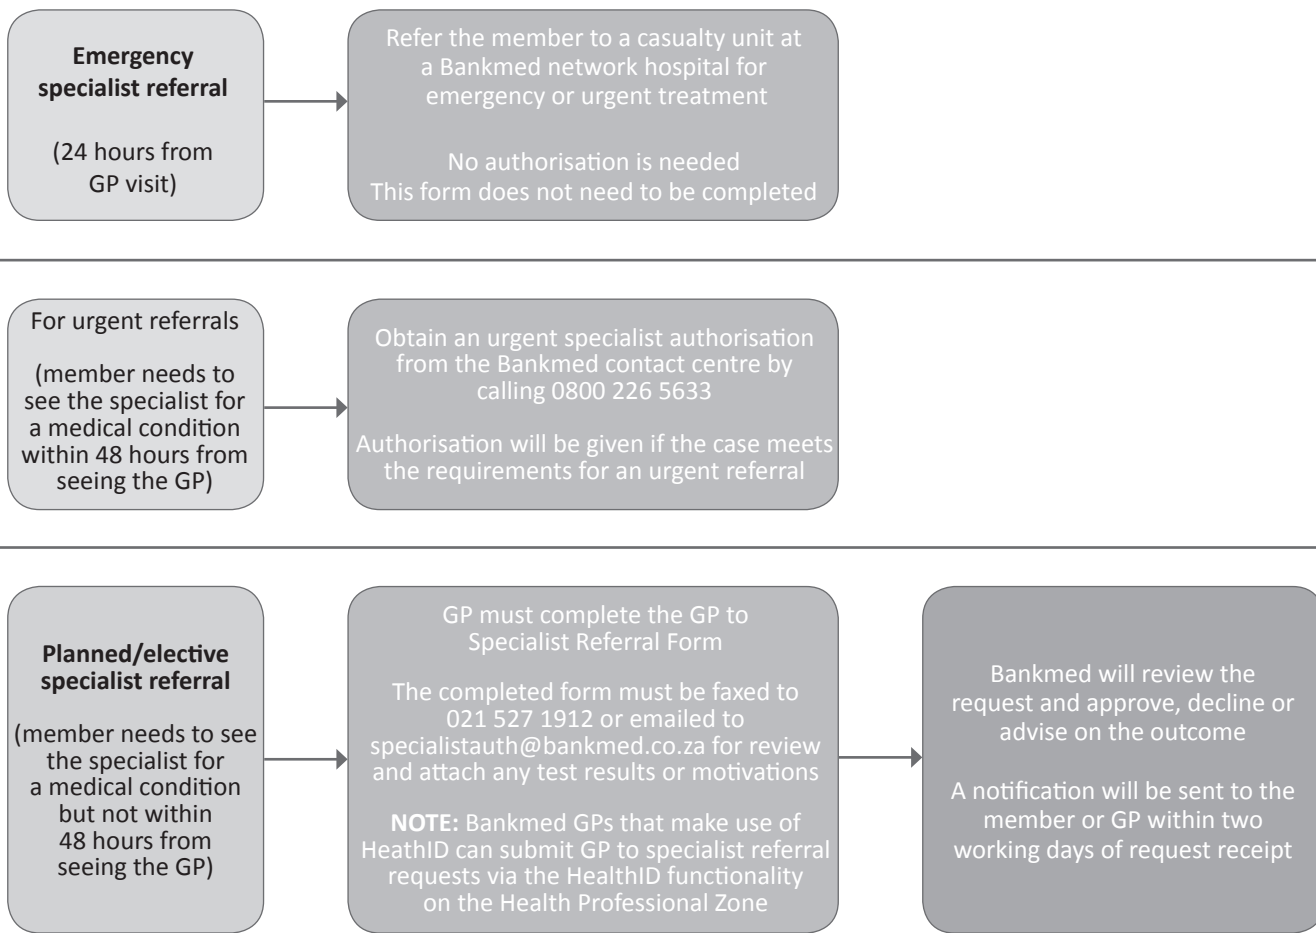 Emergency
specialist referral
(24 hours from
GP visit)
Refer the member to a casualty unit at
a Bankmed network hospital for
emergency or urgent treatment
No authorisation is needed
This form does not need to be completed
For urgent referrals
(member needs to
see the specialist for
a medical condition
within 48 hours from
seeing the GP)
Obtain an urgent specialist authorisation
from the Bankmed contact centre by
calling 0800 226 5633
Authorisation will be given if the case meets
the requirements for an urgent referral
Planned/elective
specialist referral
(member needs to see
the specialist for
a medical condition
but not within
48 hours from
seeing the GP)
GP must complete the GP to
Specialist Referral Form
The completed form must be faxed to
021 527 1912 or emailed to
specialistauth@bankmed.co.za for review
and attach any test results or motivations
NOTE: Bankmed GPs that make use of
HeathID can submit GP to specialist referral
requests via the HealthID functionality
on the Health Professional Zone
Bankmed will review the
request and approve, decline or
advise on the outcome
A notification will be sent to the
member or GP within two
working days of request receipt